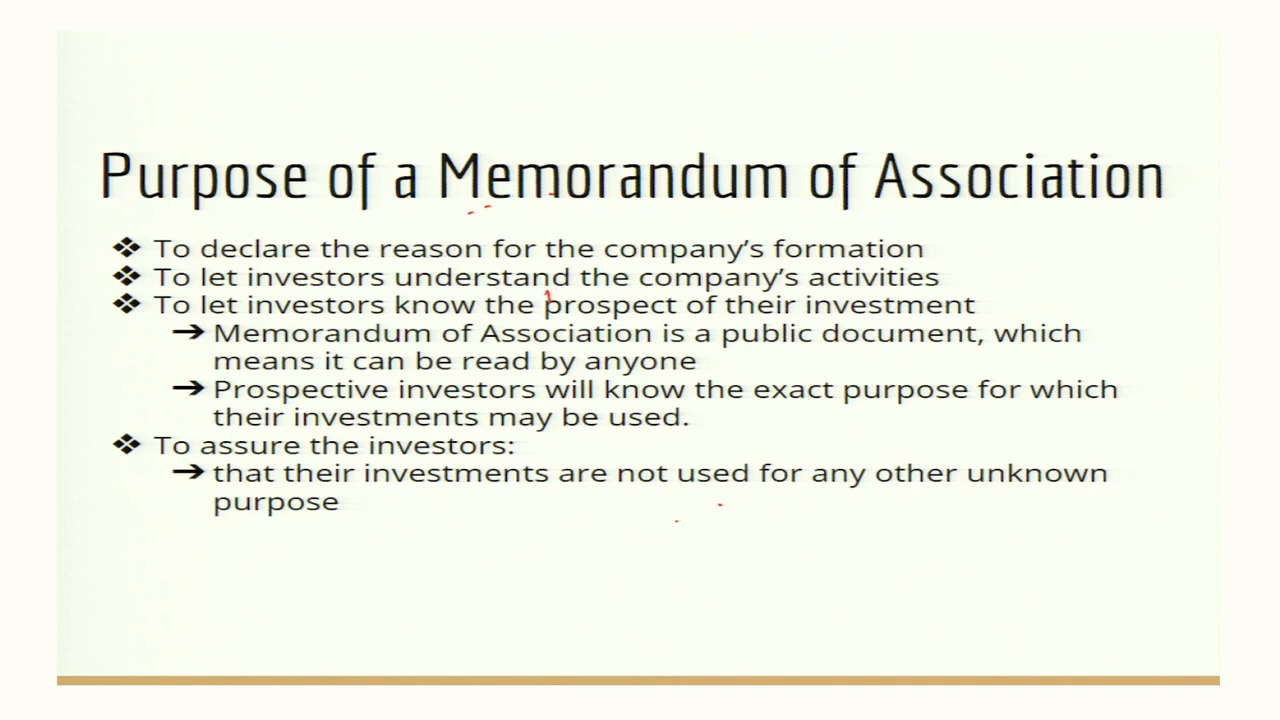 Purpose of a Memorandum of Association
❖ To declare the reason for the company’s formation
❖ To let investors understand the company’s activities
❖ To let investors know the prospect of their investment
➔ Memorandum of Association is a public document, which
means it can be read by anyone
➔ Prospective investors will know the exact purpose for which
their investments may be used.
❖ To assure the investors:
➔ that their investments are not used for any other unknown
purpose